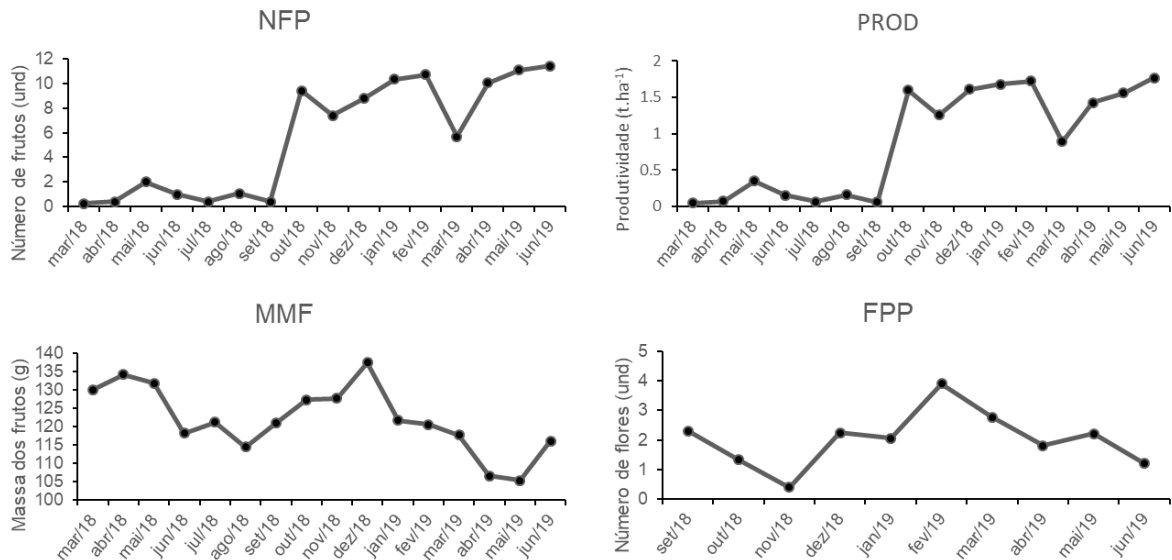 NFP
Número de frutos (und)
12
10
8
6
4
2
0
mar/18
abr/18
mai/18
jun/18
jul/18
ago/18
set/18
out/18
nov/18
dez/18
jan/19
fev/19
mar/19
abr/19
mai/19
jun/19
PROD
Produtividade (t.ha⁻¹)
2
1.5
1
0.5
0
mar/18
abr/18
mai/18
jun/18
jul/18
ago/18
set/18
out/18
nov/18
dez/18
jan/19
fev/19
mar/19
abr/19
mai/19
jun/19
MMF
Massa dos frutos (g)
140
135
130
125
120
115
110
105
100
mar/18
abr/18
mai/18
jun/18
jul/18
ago/18
set/18
out/18
nov/18
dez/18
jan/19
fev/19
mar/19
abr/19
mai/19
jun/19
FPP
Número de flores (und)
5
4
3
2
1
0
set/18
out/18
nov/18
dez/18
jan/19
fev/19
mar/19
abr/19
mai/19
jun/19